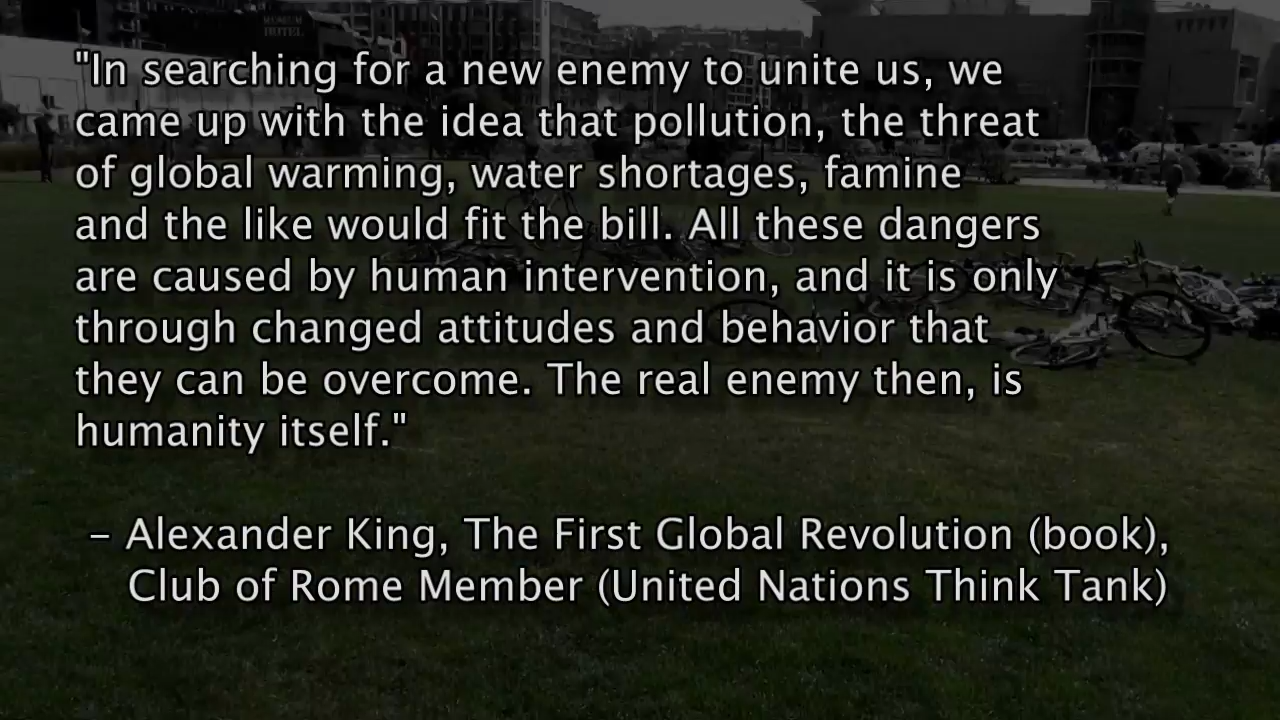 MUSEUM
HOTEL
"In searching for a new enemy to unite us, we
came up with the idea that pollution, the threat
of global warming, water shortages, famine
and the like would fit the bill. All these dangers
are caused by human intervention, and it is only
through changed attitudes and behavior that
they can be overcome. The real enemy then, is
humanity itself."
– Alexander King, The First Global Revolution (book),
Club of Rome Member (United Nations Think Tank)